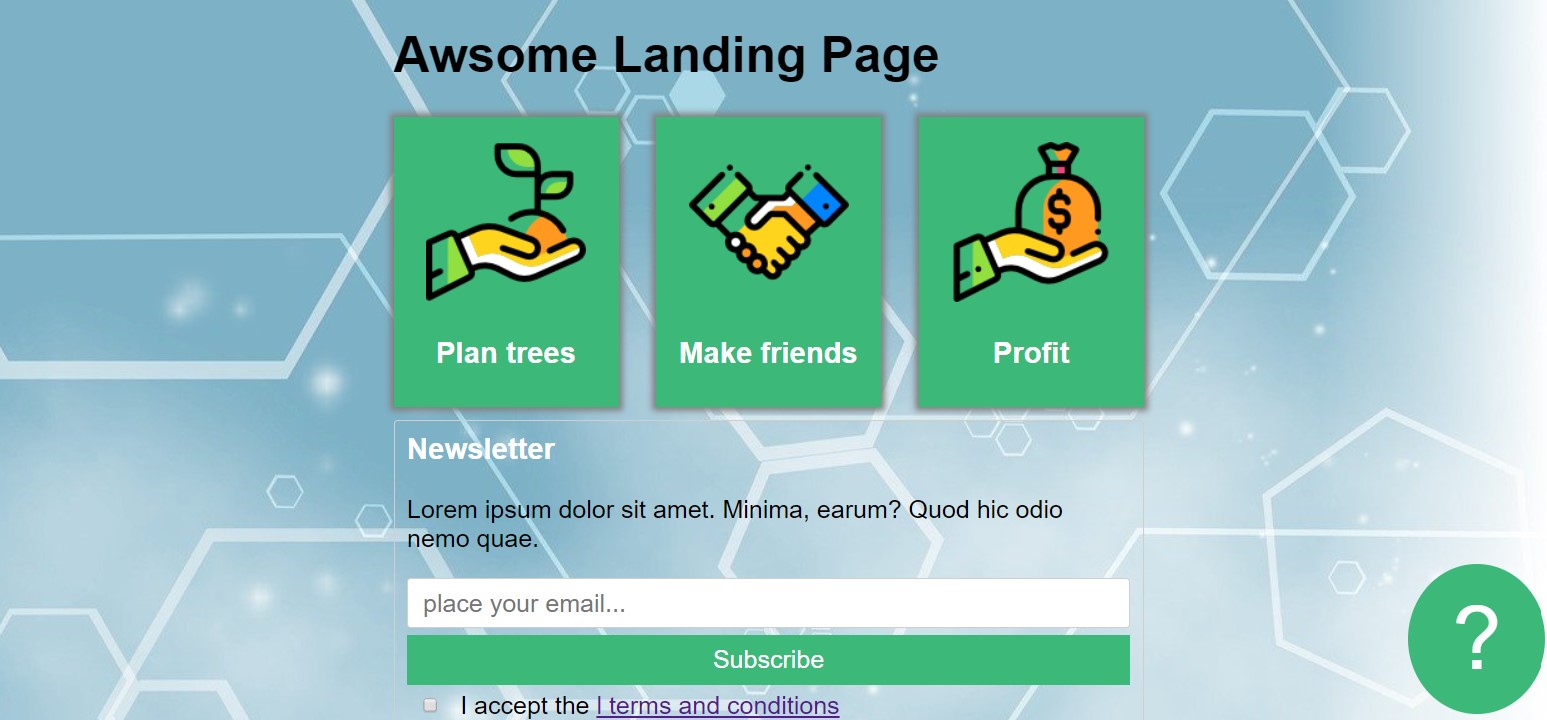 Awsome Landing Page
$
Plan trees
Make friends
Profit
Newsletter
Lorem ipsum dolor sit amet. Minima, earum? Quod hic odio
nemo quae.
place your email...
Subscribe
I accept the I terms and conditions
?